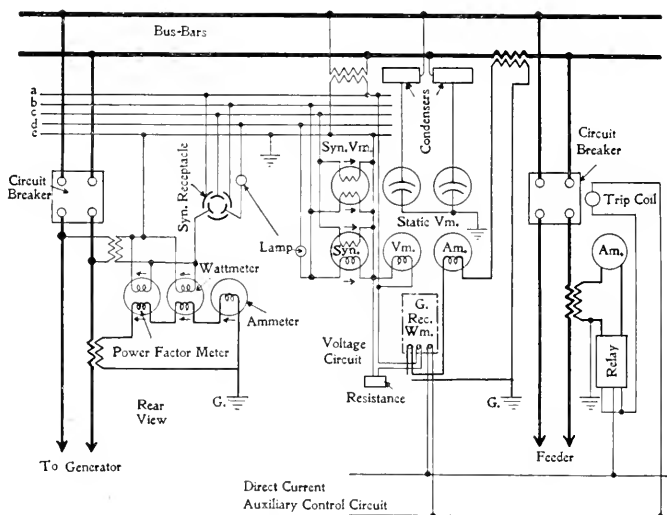 Bus-Bars
a
b
c
d
e
Condensers
Circuit
Breaker
Circuit
Breaker
Syn. Receptacle
Syn. Vm.
Static Vm.
Trip Coil
Lamp
Syn.
Vm.
Am.
Am.
Wattmeter
Ammeter
Power Factor Meter
G.
Rec.
Wm.
Voltage
Circuit
Relay
Resistance
G.
G.
Rear
View
To Generator
Feeder
Direct Current
Auxiliary Control Circuit